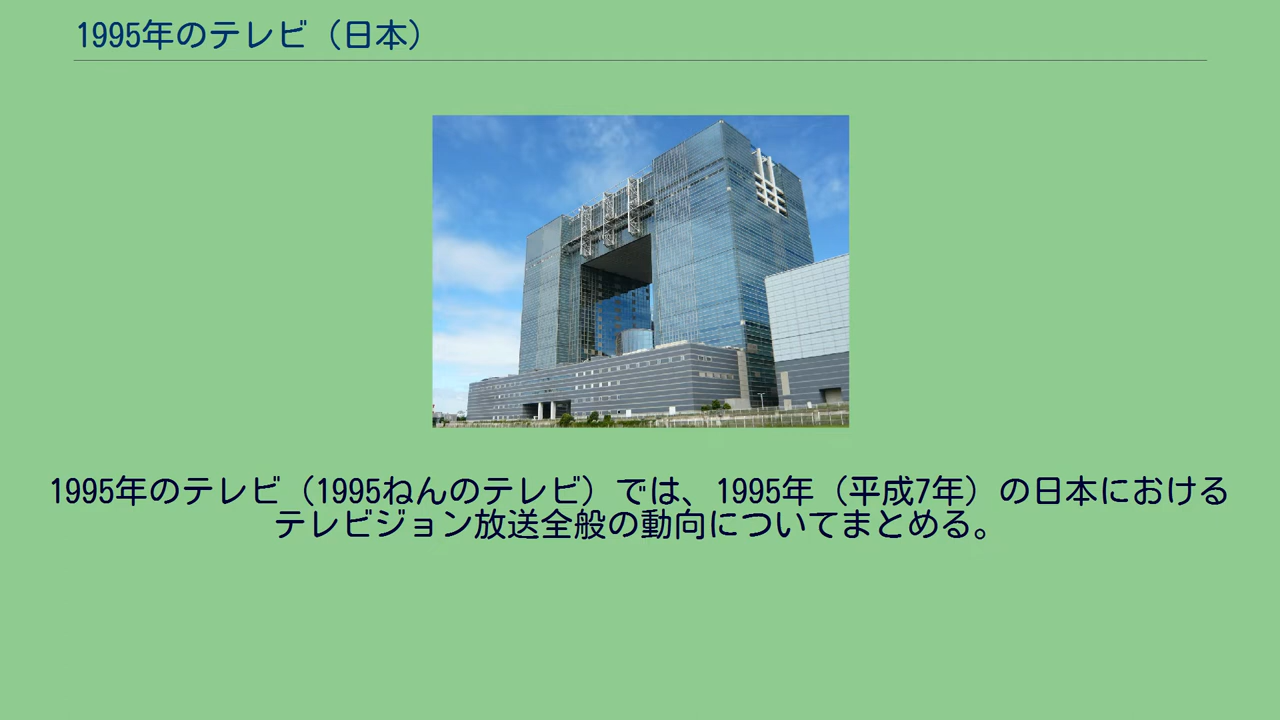 1995年のテレビ（日本）
1995年のテレビ（1995ねんのテレビ）では、1995年（平成7年）の日本における
テレビジョン放送全般の動向についてまとめる。